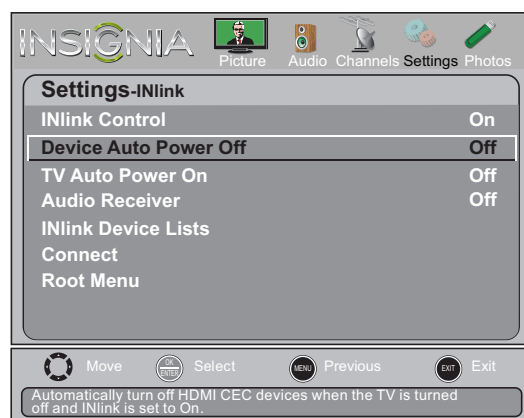 INSIGNIA
Picture Audio Channels Settings Photos
Settings-INlink
INlink Control On
Device Auto Power Off Off
TV Auto Power On Off
Audio Receiver Off
INlink Device Lists
Connect
Root Menu
Move OK ENTER Select MENU Previous EXIT Exit
Automatically turn off HDMI CEC devices when the TV is turned
off and INlink is set to On.